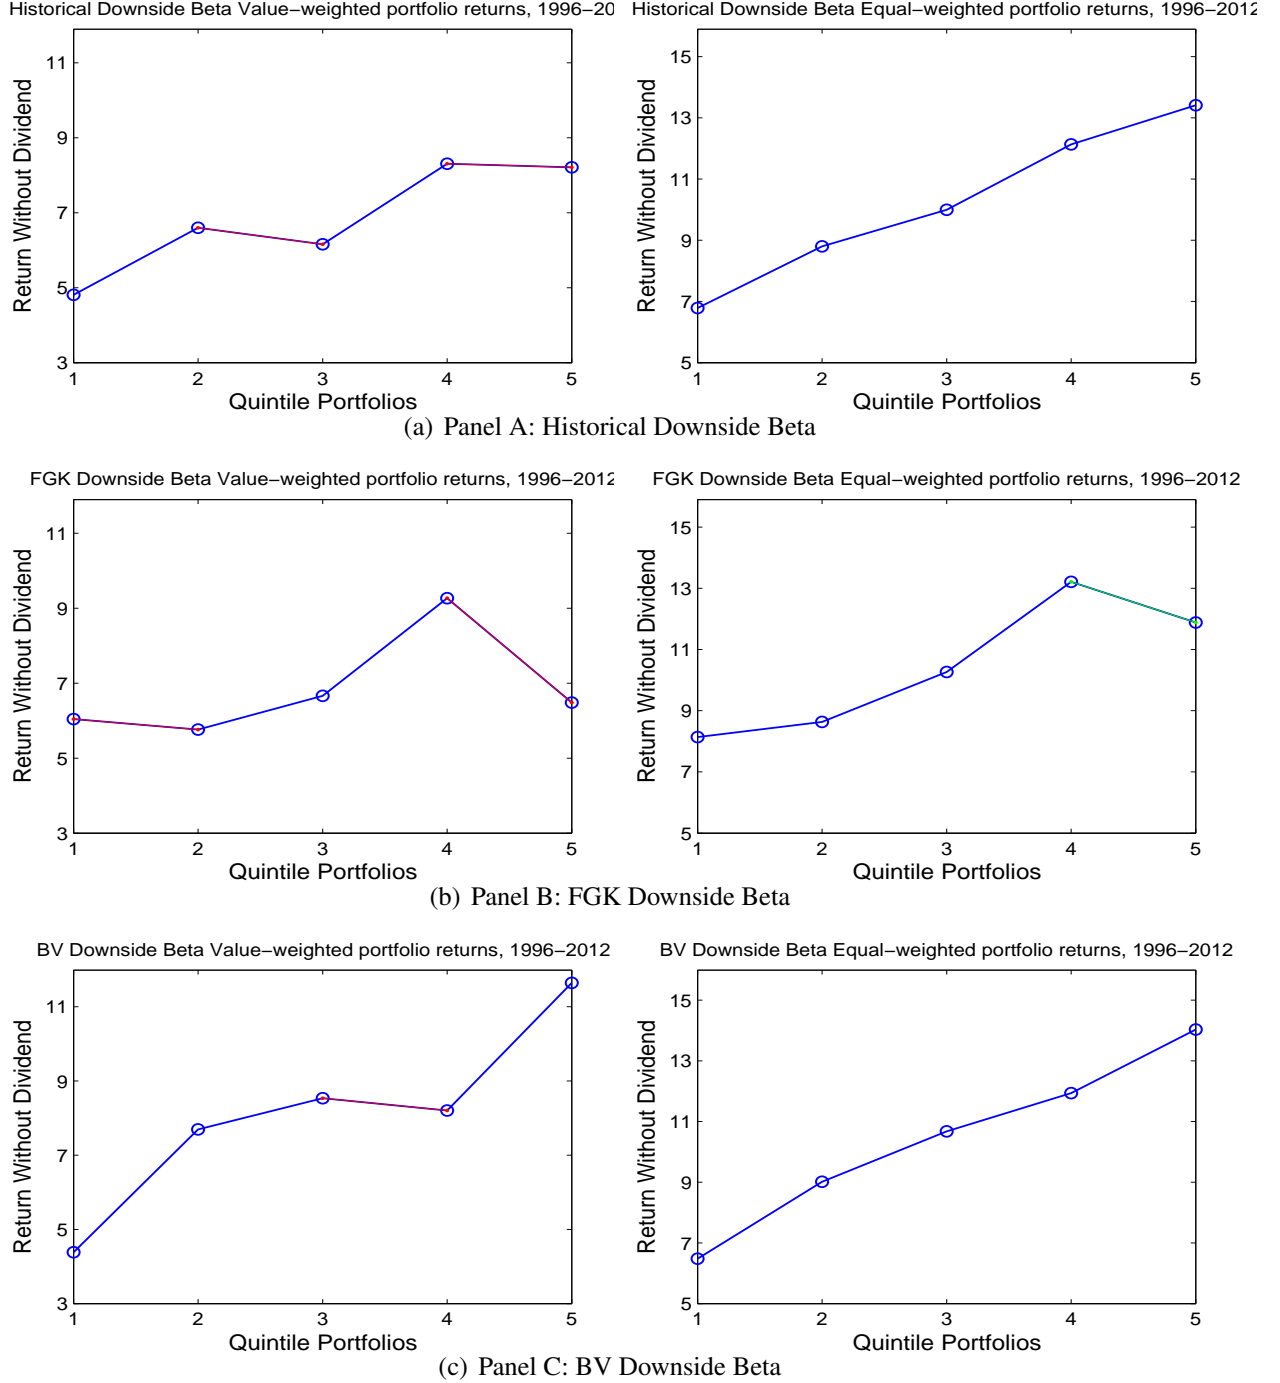 Historical Downside Beta Value−weighted portfolio returns, 1996−20
Return Without Dividend
11
9
7
5
3
1 2 3 4 5
Quintile Portfolios
Historical Downside Beta Equal−weighted portfolio returns, 1996−2012
Return Without Dividend
15
13
11
9
7
5
1 2 3 4 5
Quintile Portfolios
(a) Panel A: Historical Downside Beta
FGK Downside Beta Value−weighted portfolio returns, 1996−2012
Return Without Dividend
11
9
7
5
3
1 2 3 4 5
Quintile Portfolios
FGK Downside Beta Equal−weighted portfolio returns, 1996−2012
Return Without Dividend
15
13
11
9
7
5
1 2 3 4 5
Quintile Portfolios
(b) Panel B: FGK Downside Beta
BV Downside Beta Value−weighted portfolio returns, 1996−2012
Return Without Dividend
11
9
7
5
3
1 2 3 4 5
Quintile Portfolios
BV Downside Beta Equal−weighted portfolio returns, 1996−2012
Return Without Dividend
15
13
11
9
7
5
1 2 3 4 5
Quintile Portfolios
(c) Panel C: BV Downside Beta